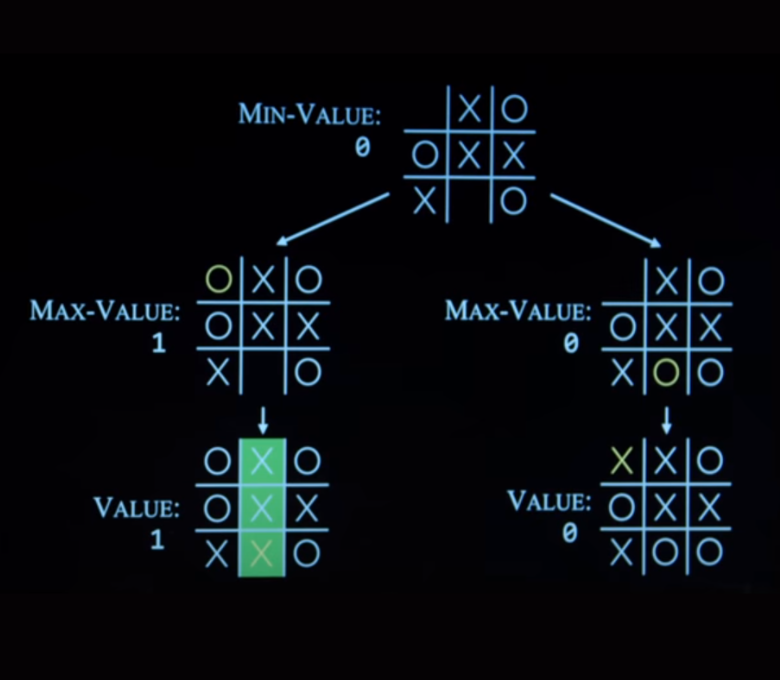 MIN-VALUE:
0
X O
O X X
X O
O X O
O X X
X O
MAX-VALUE:
1
X O
O X X
X O O
MAX-VALUE:
0
O X O
O X X
X X O
VALUE:
1
X X O
O X X
X O O
VALUE:
0